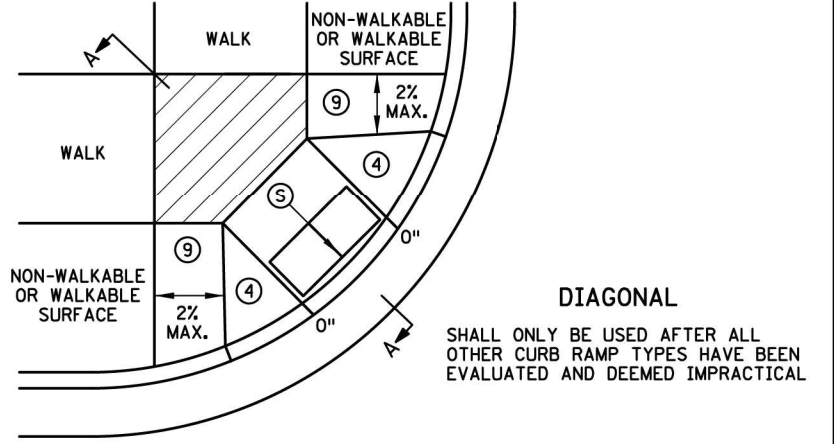 NON-WALKABLE
OR WALKABLE
SURFACE
WALK
A
9
2%
MAX.
WALK
4
S
0"
9
NON-WALKABLE
OR WALKABLE
SURFACE
4
2%
MAX.
0"
A
DIAGONAL
SHALL ONLY BE USED AFTER ALL
OTHER CURB RAMP TYPES HAVE BEEN
EVALUATED AND DEEMED IMPRACTICAL